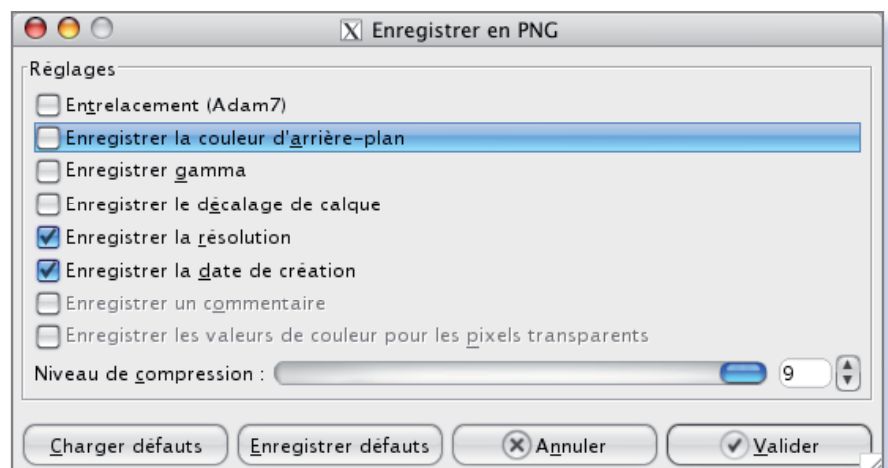 Enregistrer en PNG
Réglages
Entrelacement (Adam7)
Enregistrer la couleur d'arrière-plan
Enregistrer gamma
Enregistrer le décalage de calque
Enregistrer la résolution
Enregistrer la date de création
Enregistrer un commentaire
Enregistrer les valeurs de couleur pour les pixels transparents
Niveau de compression : 9
Charger défauts Enregistrer défauts Annuler Valider